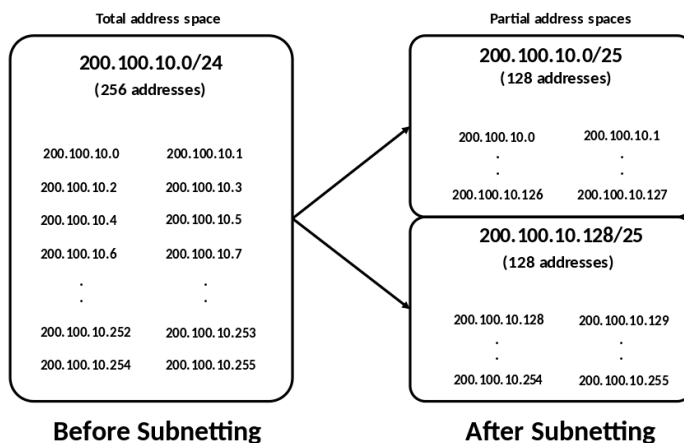 Total address space
200.100.10.0/24
(256 addresses)
200.100.10.0 200.100.10.1
200.100.10.2 200.100.10.3
200.100.10.4 200.100.10.5
200.100.10.6 200.100.10.7
. .
. .
200.100.10.252 200.100.10.253
200.100.10.254 200.100.10.255
Before Subnetting
Partial address spaces
200.100.10.0/25
(128 addresses)
200.100.10.0 200.100.10.1
. .
. .
200.100.10.126 200.100.10.127
200.100.10.128/25
(128 addresses)
200.100.10.128 200.100.10.129
. .
. .
200.100.10.254 200.100.10.255
After Subnetting